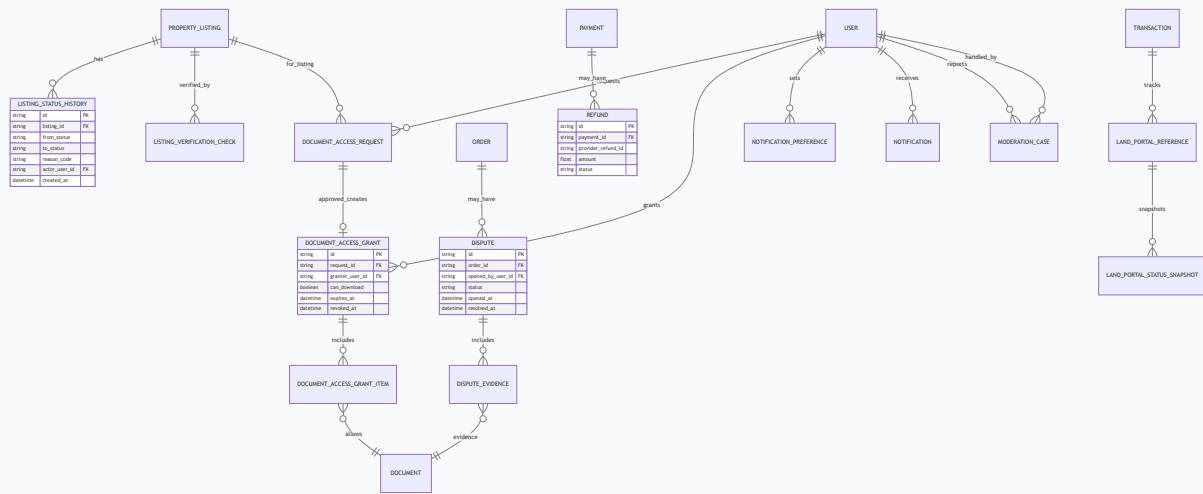 PROPERTY_LISTING
PAYMENT
USER
TRANSACTION
has
verified_by
for_listing
may_have
sets
receives
reports
handled_by
tracks
LISTING_STATUS_HISTORY
string id PK
string listing_id FK
string from_status
string to_status
string reason_code
string actor_user_id FK
datetime created_at
LISTING_VERIFICATION_CHECK
DOCUMENT_ACCESS_REQUEST
ORDER
REFUND
string id PK
string payment_id FK
string provider_refund_id
float amount
string status
NOTIFICATION_PREFERENCE
NOTIFICATION
MODERATION_CASE
LAND_PORTAL_REFERENCE
approved_creates
may_have
grants
snapshots
DOCUMENT_ACCESS_GRANT
string id PK
string request_id FK
string granter_user_id FK
boolean can_download
datetime expires_at
datetime revoked_at
DISPUTE
string id PK
string order_id FK
string opened_by_user_id FK
string status
datetime opened_at
datetime resolved_at
LAND_PORTAL_STATUS_SNAPSHOT
includes
includes
DOCUMENT_ACCESS_GRANT_ITEM
DISPUTE_EVIDENCE
allows
evidence
DOCUMENT